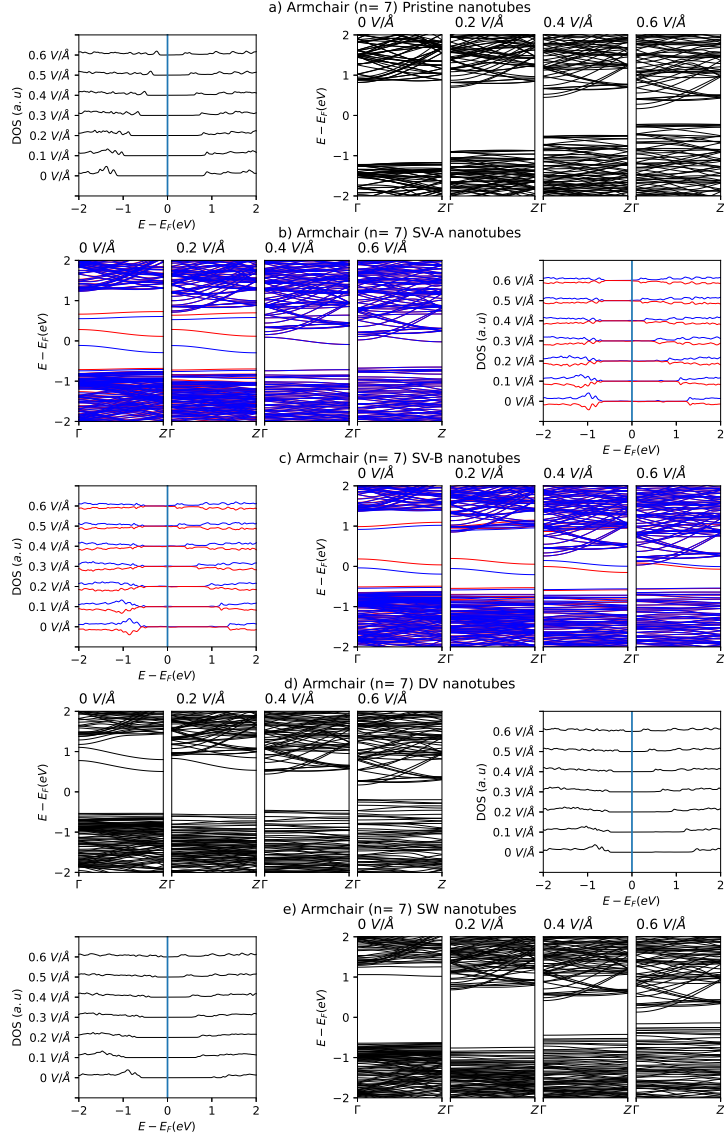 a) Armchair (n= 7) Pristine nanotubes
0 V/Å 0.2 V/Å 0.4 V/Å 0.6 V/Å
0.6 V/Å
0.5 V/Å
0.4 V/Å
0.3 V/Å
0.2 V/Å
0.1 V/Å
0 V/Å
DOS (a.u)
−2 −1 0 1 2
E − E_F(eV)
E − E_F(eV)
2
1
0
−1
−2
Γ ZΓ ZΓ ZΓ Z
b) Armchair (n= 7) SV-A nanotubes
0 V/Å 0.2 V/Å 0.4 V/Å 0.6 V/Å
E − E_F(eV)
2
1
0
−1
−2
Γ ZΓ ZΓ ZΓ Z
0.6 V/Å
0.5 V/Å
0.4 V/Å
0.3 V/Å
0.2 V/Å
0.1 V/Å
0 V/Å
DOS (a.u)
−2 −1 0 1 2
E − E_F(eV)
c) Armchair (n= 7) SV-B nanotubes
0 V/Å 0.2 V/Å 0.4 V/Å 0.6 V/Å
0.6 V/Å
0.5 V/Å
0.4 V/Å
0.3 V/Å
0.2 V/Å
0.1 V/Å
0 V/Å
DOS (a.u)
−2 −1 0 1 2
E − E_F(eV)
E − E_F(eV)
2
1
0
−1
−2
Γ ZΓ ZΓ ZΓ Z
d) Armchair (n= 7) DV nanotubes
0 V/Å 0.2 V/Å 0.4 V/Å 0.6 V/Å
E − E_F(eV)
2
1
0
−1
−2
Γ ZΓ ZΓ ZΓ Z
0.6 V/Å
0.5 V/Å
0.4 V/Å
0.3 V/Å
0.2 V/Å
0.1 V/Å
0 V/Å
DOS (a.u)
−2 −1 0 1 2
E − E_F(eV)
e) Armchair (n= 7) SW nanotubes
0 V/Å 0.2 V/Å 0.4 V/Å 0.6 V/Å
0.6 V/Å
0.5 V/Å
0.4 V/Å
0.3 V/Å
0.2 V/Å
0.1 V/Å
0 V/Å
DOS (a.u)
−2 −1 0 1 2
E − E_F(eV)
E − E_F(eV)
2
1
0
−1
−2
Γ ZΓ ZΓ ZΓ Z